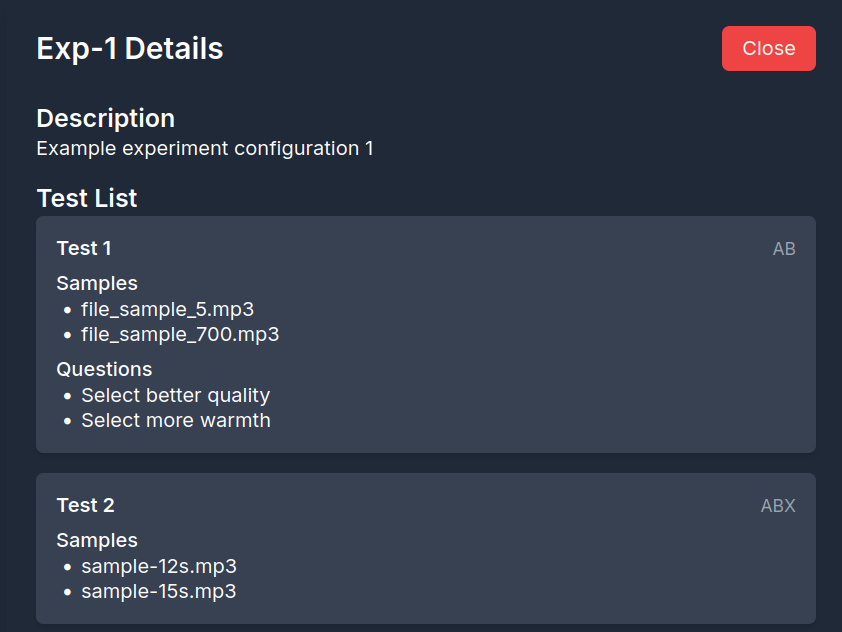 Exp-1 Details
Close
Description
Example experiment configuration 1
Test List
Test 1
AB
Samples
• file_sample_5.mp3
• file_sample_700.mp3
Questions
• Select better quality
• Select more warmth
Test 2
ABX
Samples
• sample-12s.mp3
• sample-15s.mp3